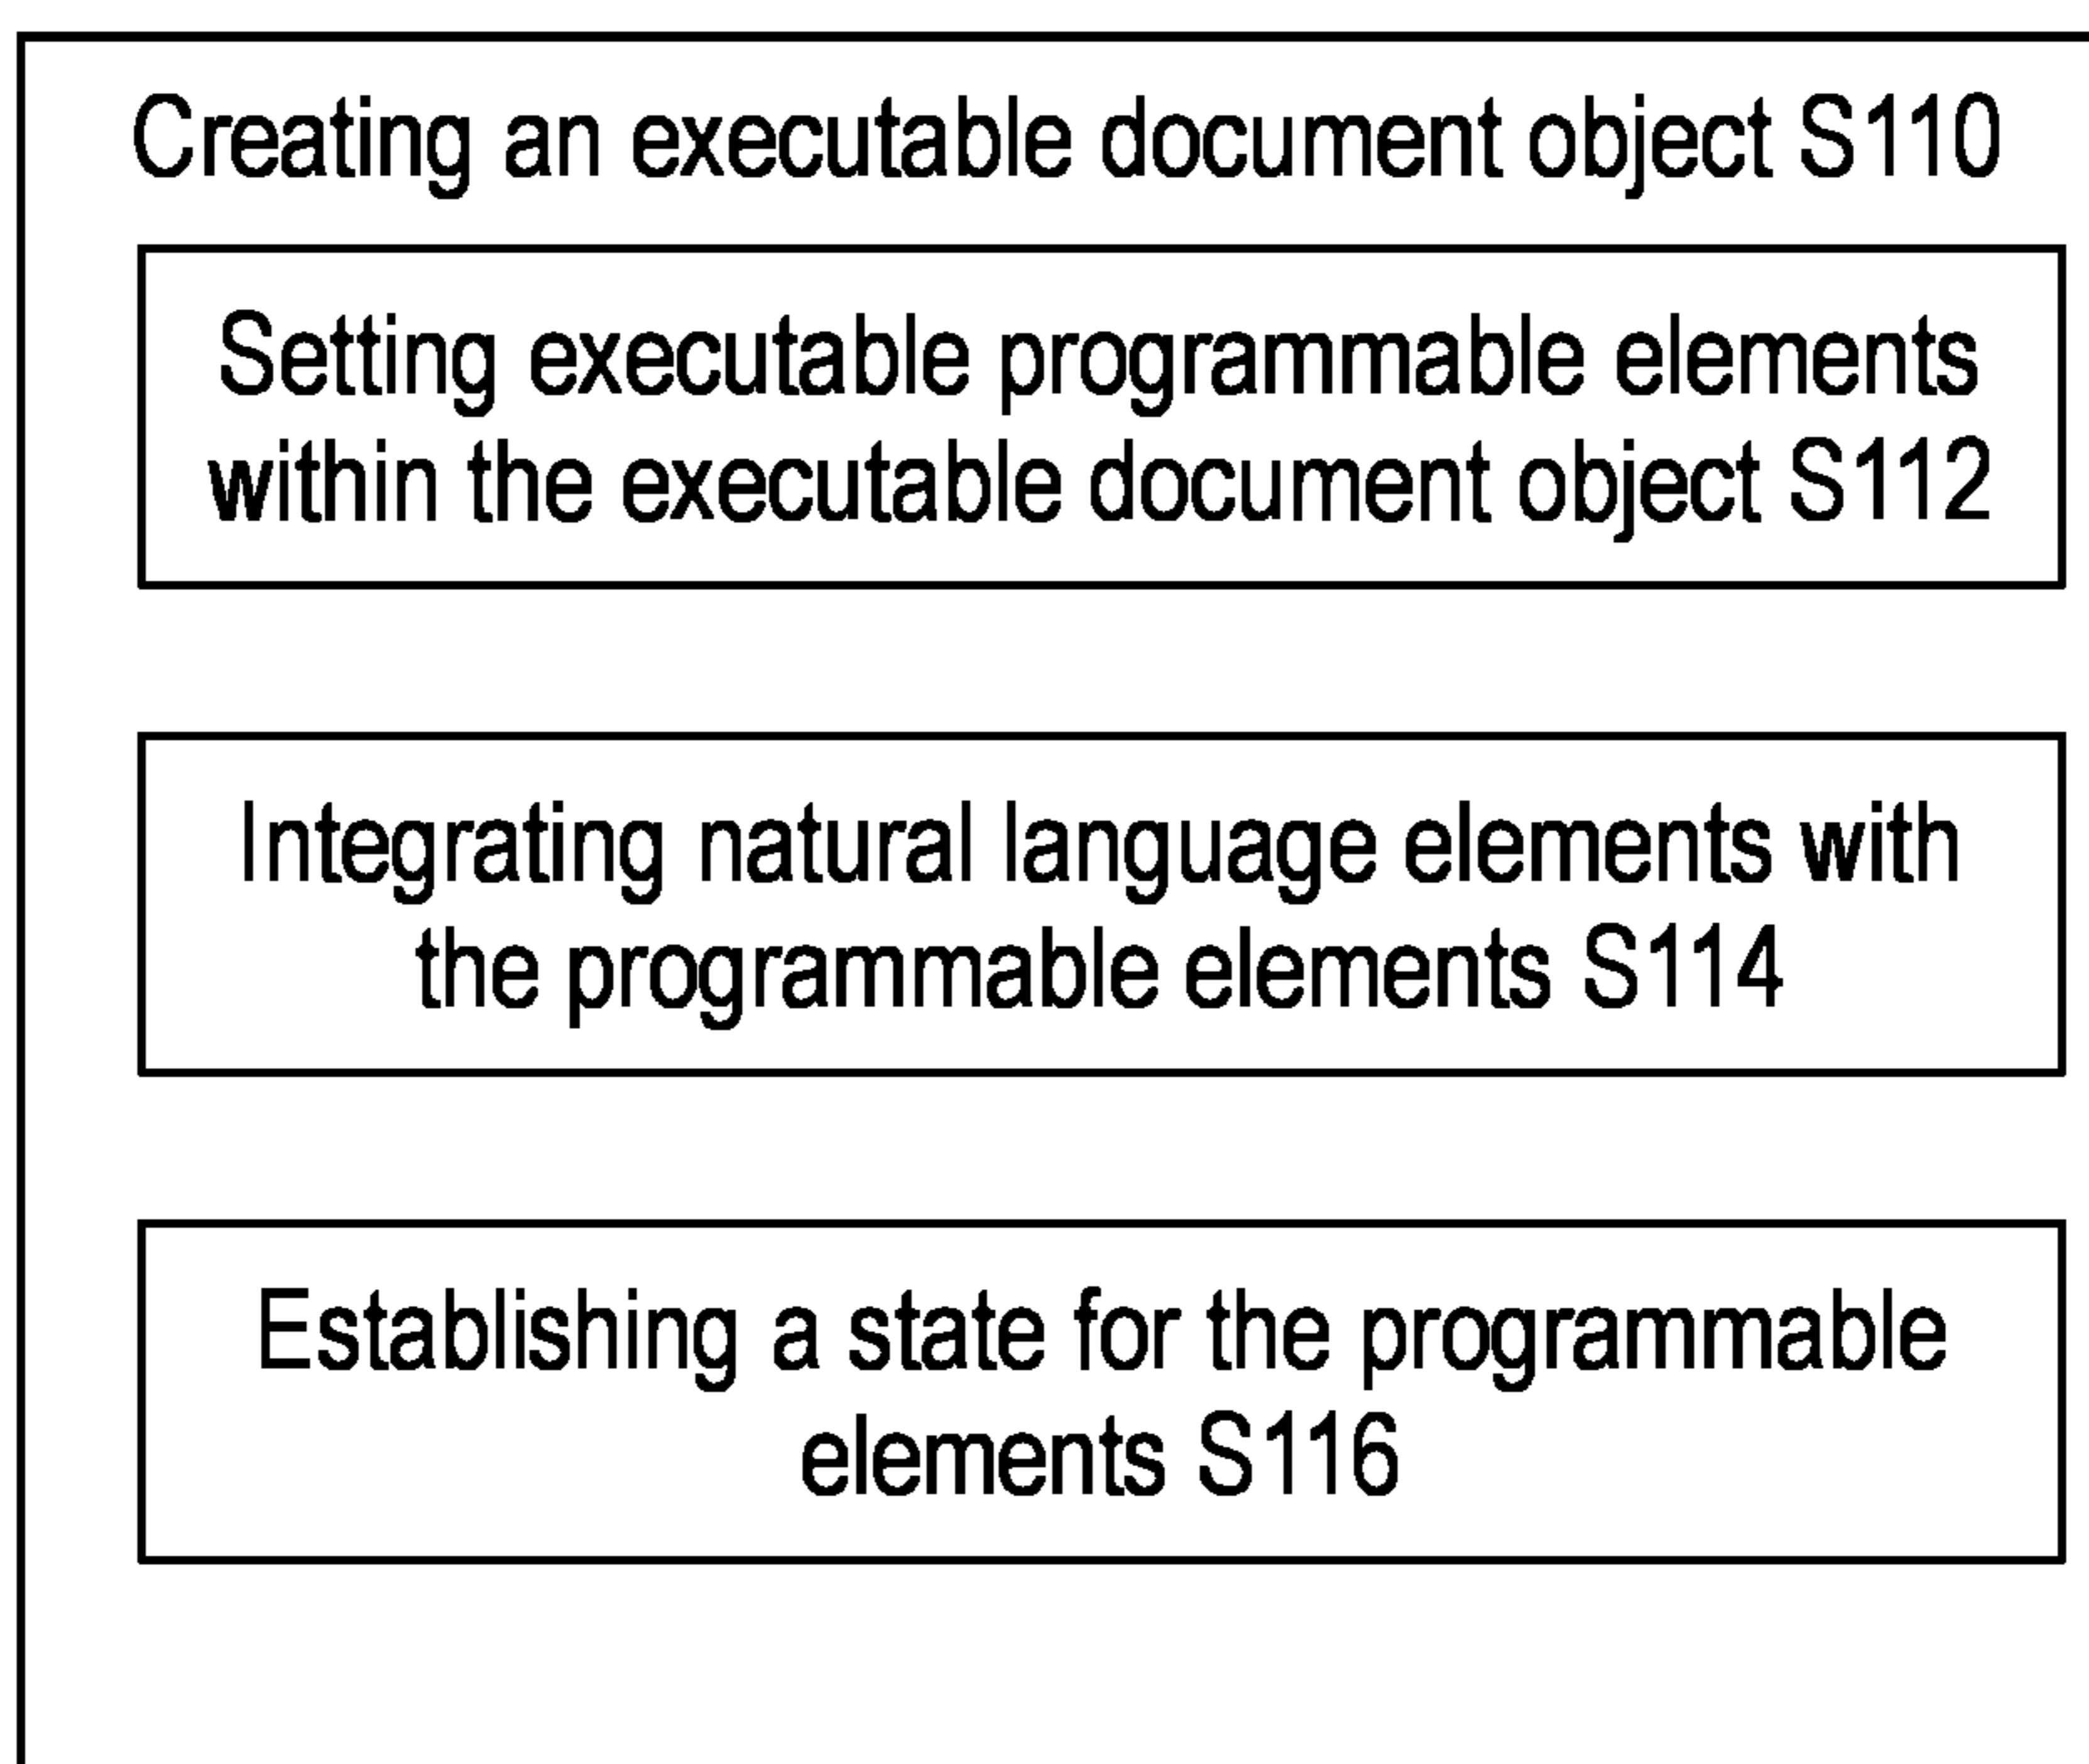 Creating an executable document object S110
Setting executable programmable elements
within the executable document object S112
Integrating natural language elements with
the programmable elements S114
Establishing a state for the programmable
elements S116